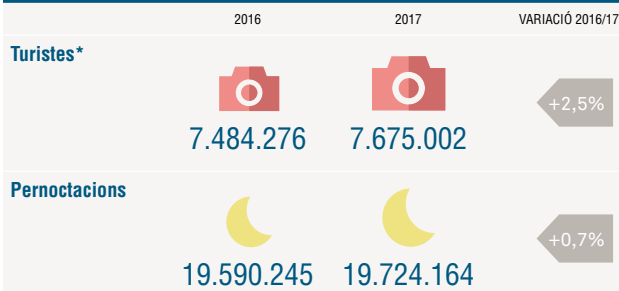 2016 2017 VARIACIÓ 2016/17
Turistes*
+2,5%
7.484.276 7.675.002
Pernoctacions
+0,7%
19.590.245 19.724.164